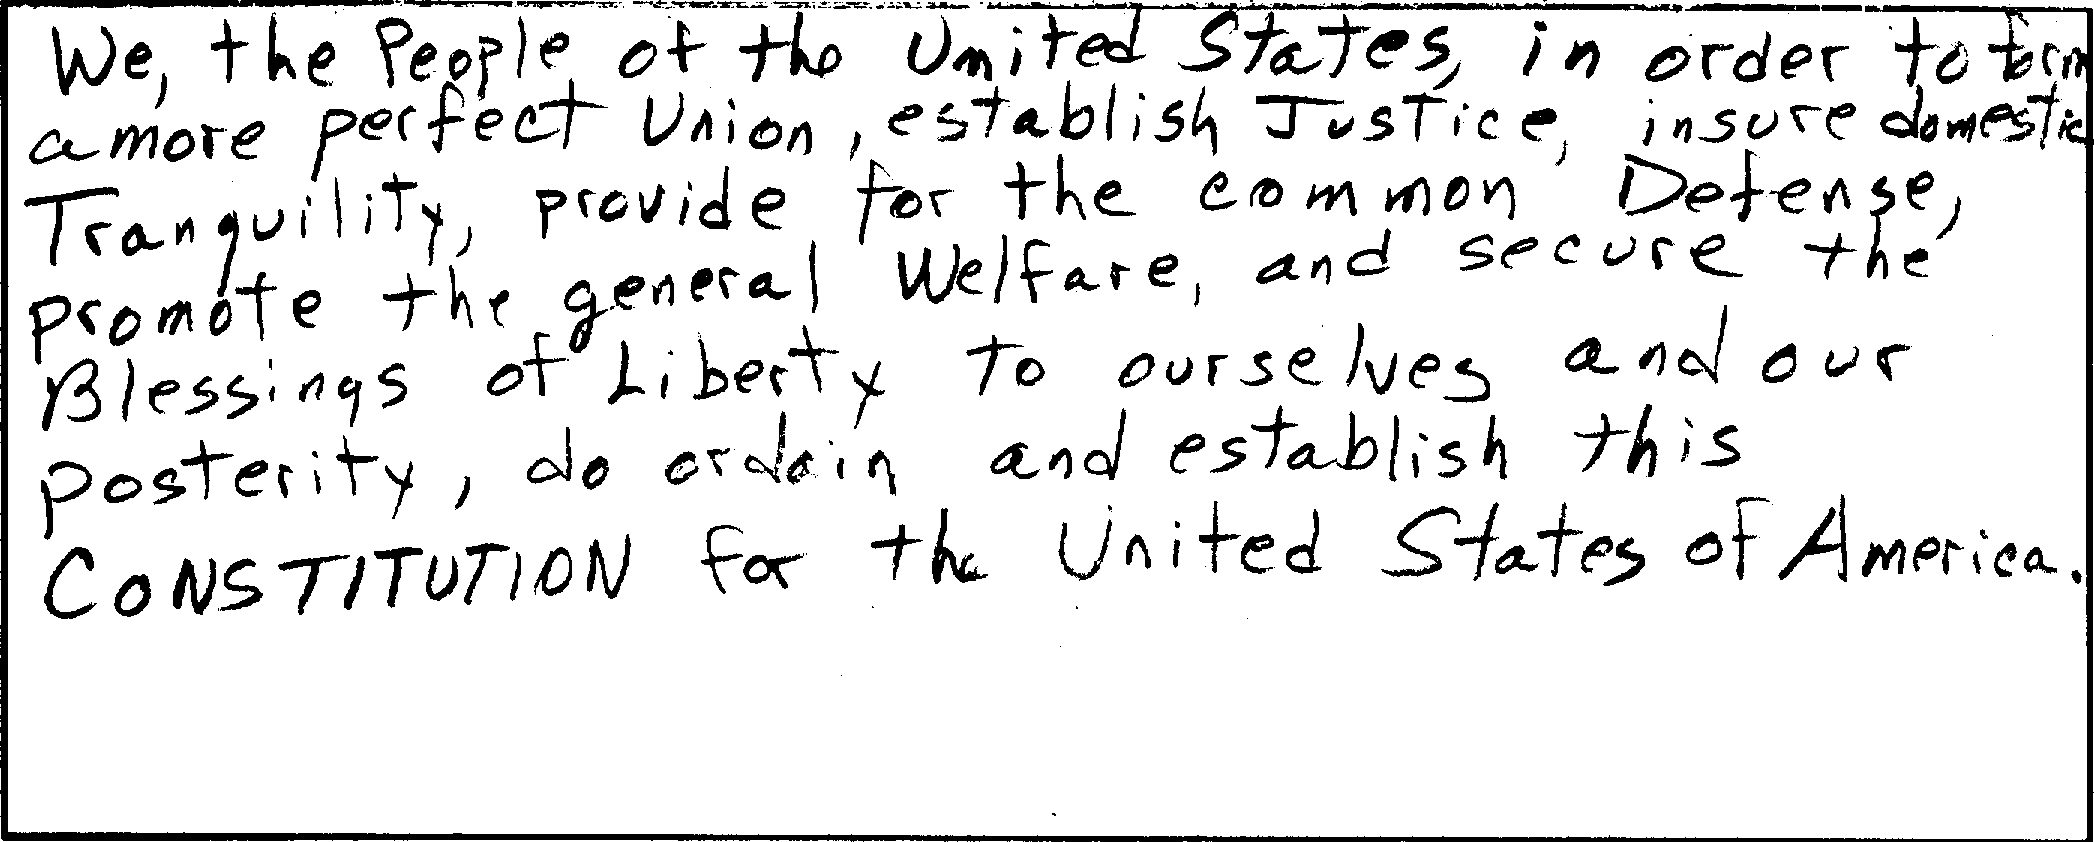 We, the People of the United States, in order to form
a more perfect Union, establish Justice, insure domestic
Tranquility, provide for the common Defense,
promote the general Welfare, and secure the
Blessings of Liberty to ourselves and our
posterity, do ordain and establish this
CONSTITUTION for the United States of America.